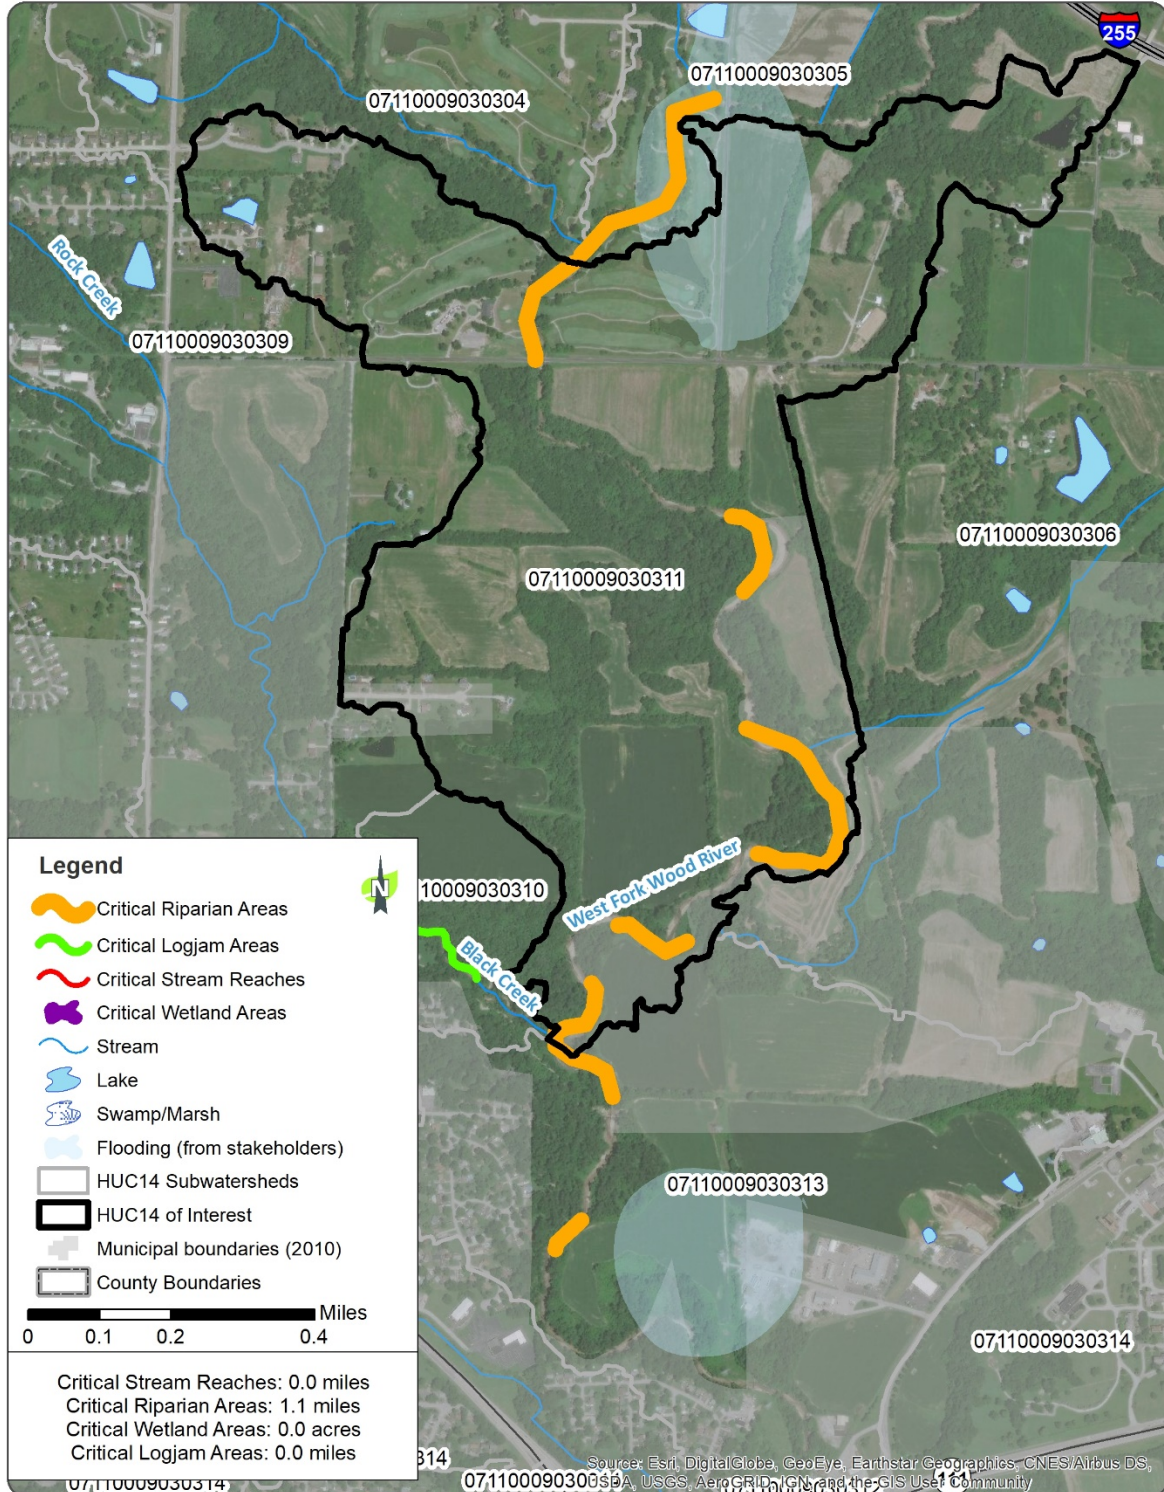 255
07110009030305
07110009030304
Rock Creek
07110009030309
07110009030306
07110009030311
West Fork Wood River
10009030310
Black Creek
07110009030313
07110009030314
Legend
N
Critical Riparian Areas
Critical Logjam Areas
Critical Stream Reaches
Critical Wetland Areas
Stream
Lake
Swamp/Marsh
Flooding (from stakeholders)
HUC14 Subwatersheds
HUC14 of Interest
Municipal boundaries (2010)
County Boundaries
Miles
0 0.1 0.2 0.4
Critical Stream Reaches: 0.0 miles
Critical Riparian Areas: 1.1 miles
Critical Wetland Areas: 0.0 acres
Critical Logjam Areas: 0.0 miles
314
07110009030314
Source: Esri, DigitalGlobe, GeoEye, Earthstar Geographics, CNES/Airbus DS,
USDA, USGS, AeroGRID, IGN, and the GIS User Community